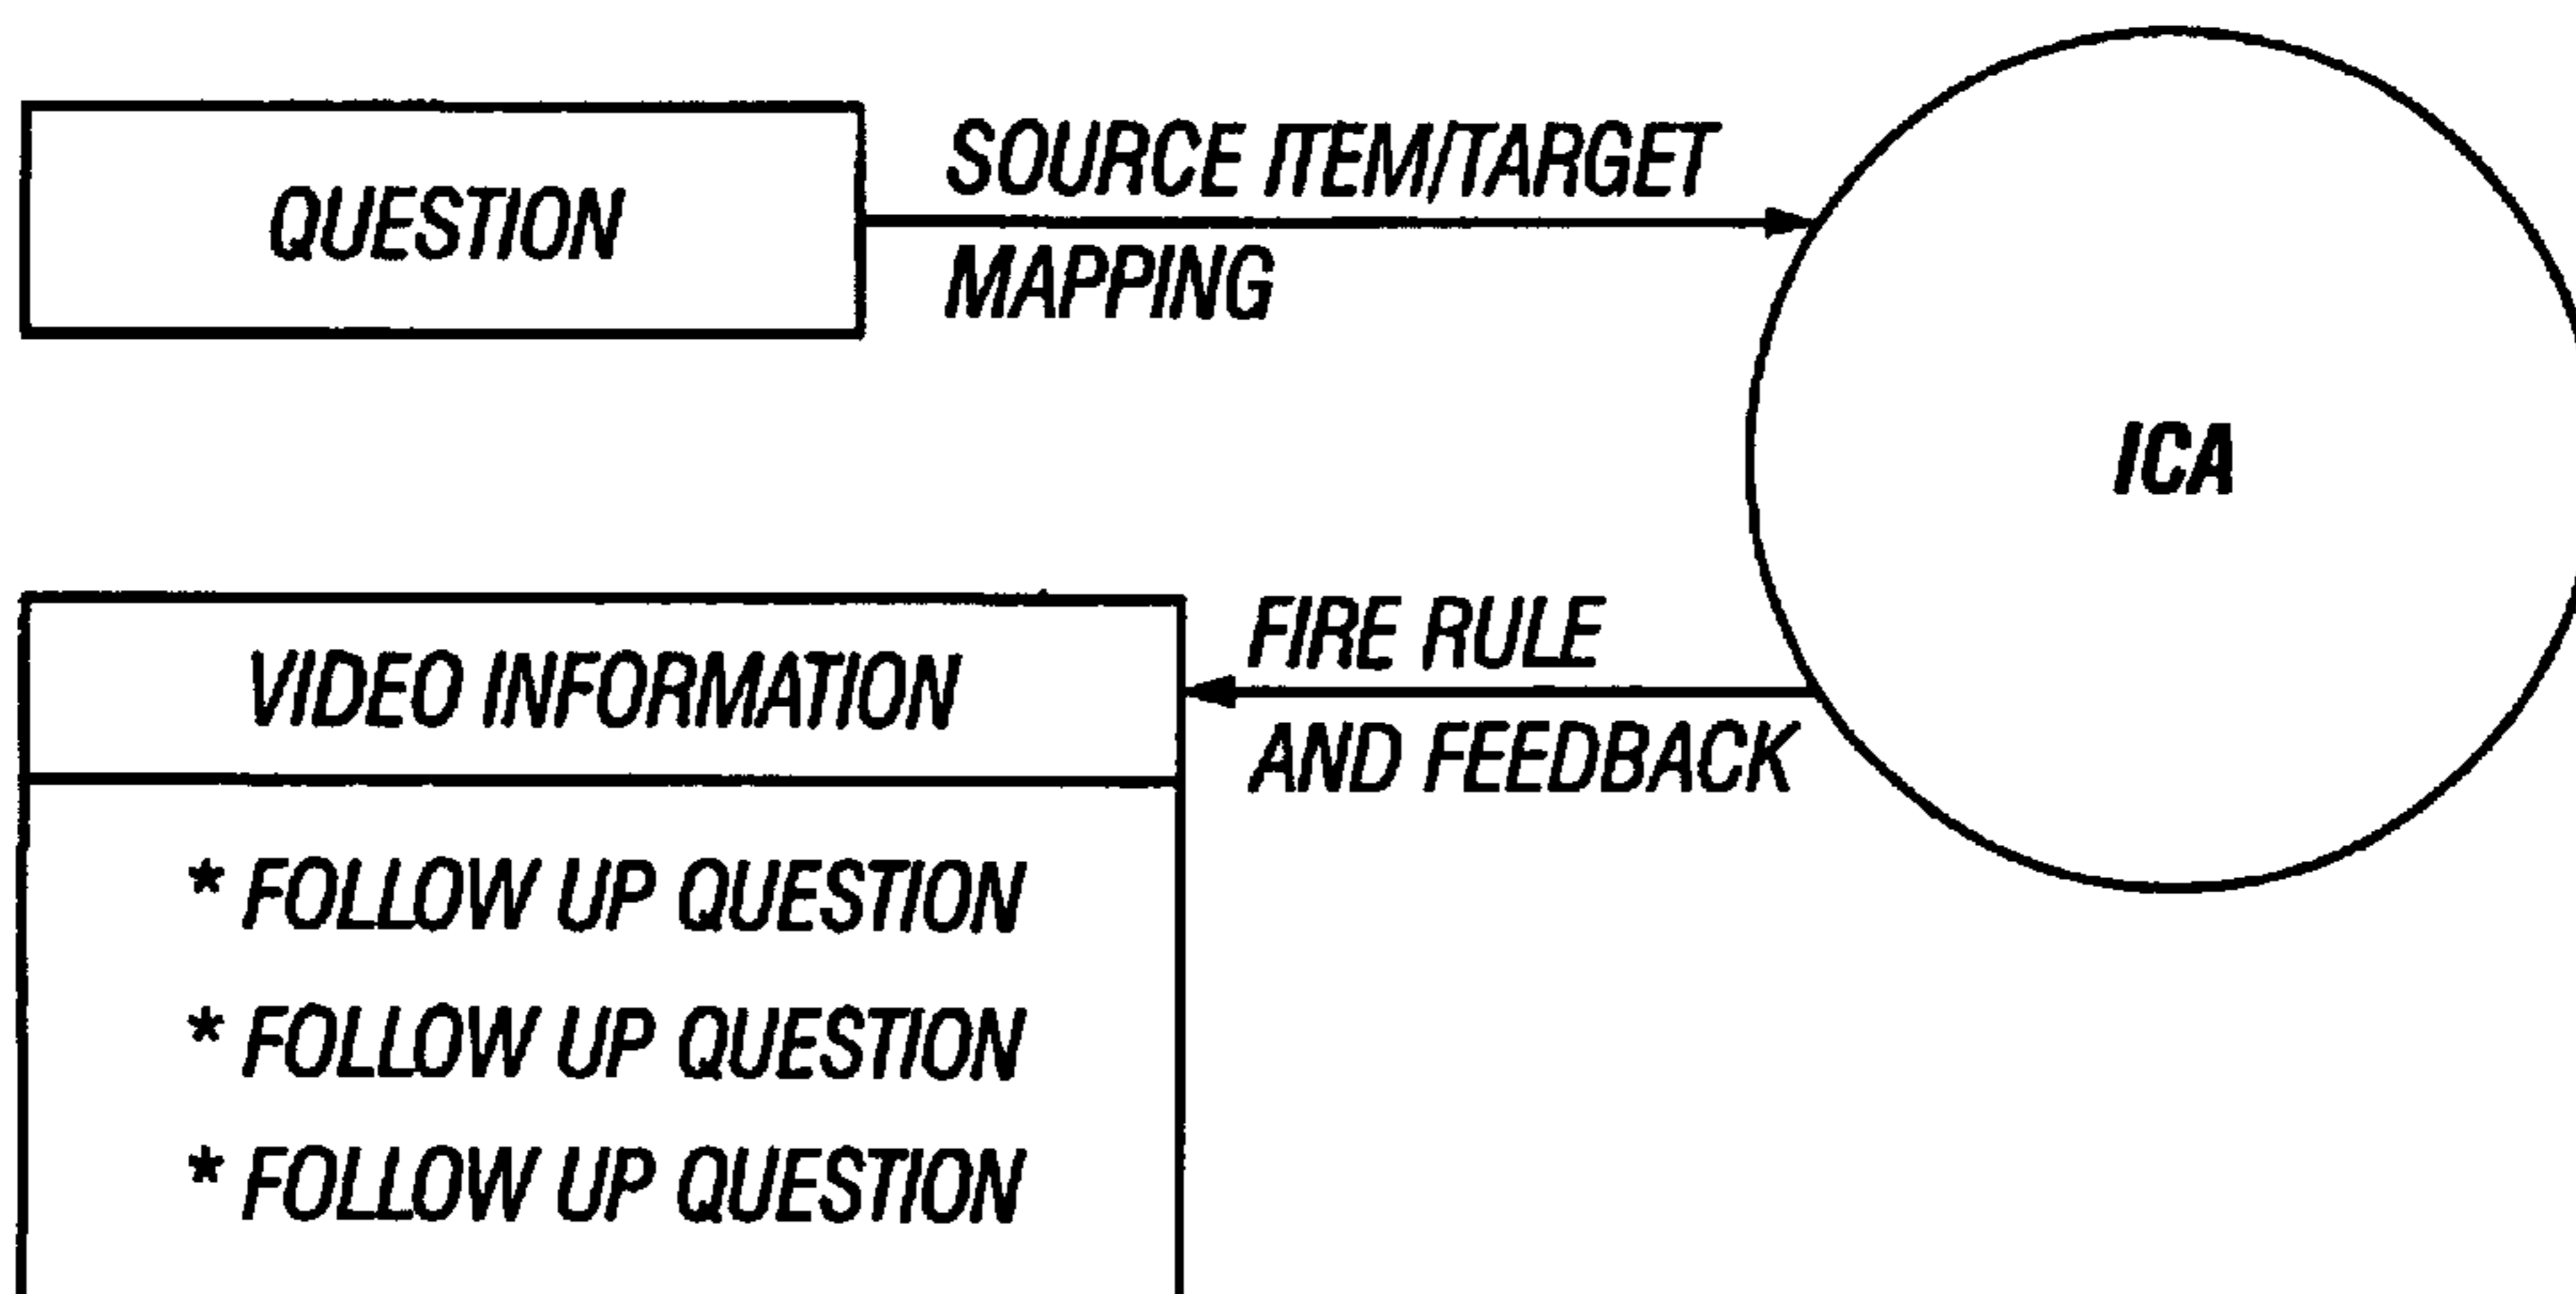 QUESTION
SOURCE ITEM/TARGET
MAPPING
ICA
VIDEO INFORMATION
FIRE RULE
AND FEEDBACK
* FOLLOW UP QUESTION
* FOLLOW UP QUESTION
* FOLLOW UP QUESTION